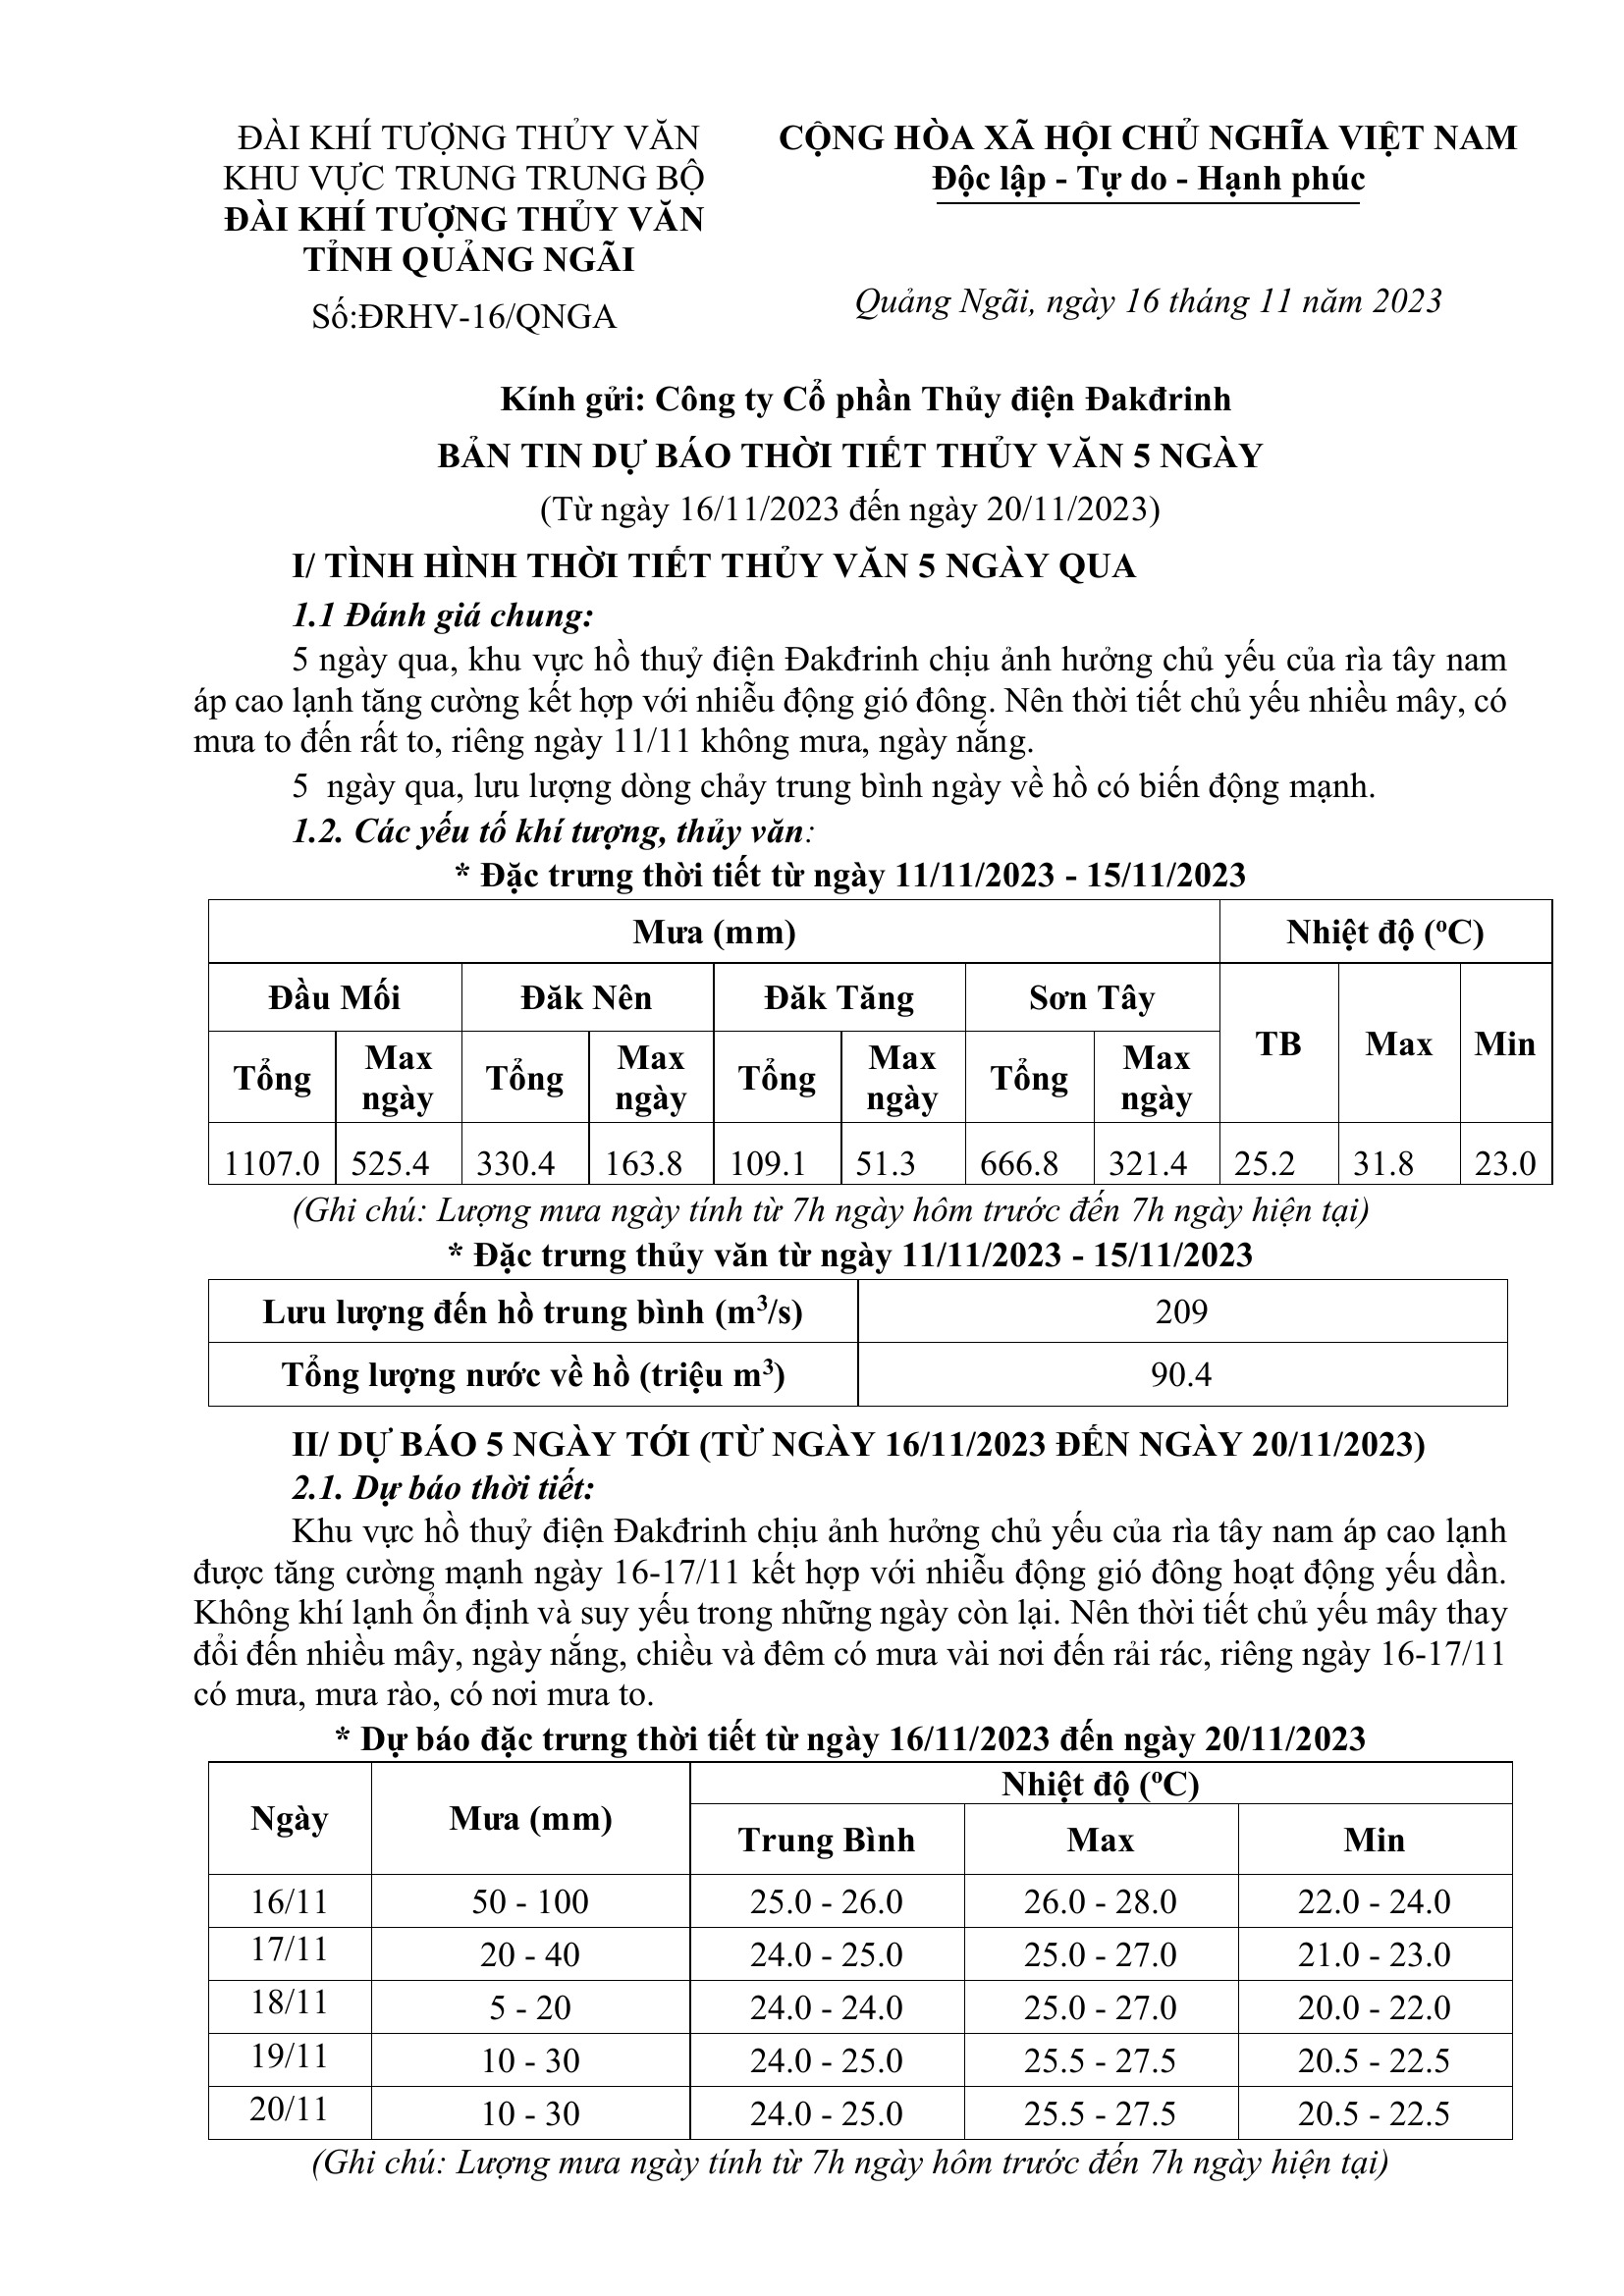 ĐÀI KHÍ TƯỢNG THỦY VĂN
KHU VỰC TRUNG TRUNG BỘ
ĐÀI KHÍ TƯỢNG THỦY VĂN
TỈNH QUẢNG NGÃI
Số:ĐRHV-16/QNGA
CỘNG HÒA XÃ HỘI CHỦ NGHĨA VIỆT NAM
Độc lập - Tự do - Hạnh phúc
Quảng Ngãi, ngày 16 tháng 11 năm 2023
Kính gửi: Công ty Cổ phần Thủy điện Đakđrinh
BẢN TIN DỰ BÁO THỜI TIẾT THỦY VĂN 5 NGÀY
(Từ ngày 16/11/2023 đến ngày 20/11/2023)
I/ TÌNH HÌNH THỜI TIẾT THỦY VĂN 5 NGÀY QUA
1.1 Đánh giá chung:
5 ngày qua, khu vực hồ thuỷ điện Đakđrinh chịu ảnh hưởng chủ yếu của rìa tây nam
áp cao lạnh tăng cường kết hợp với nhiễu động gió đông. Nên thời tiết chủ yếu nhiều mây, có
mưa to đến rất to, riêng ngày 11/11 không mưa, ngày nắng.
5  ngày qua, lưu lượng dòng chảy trung bình ngày về hồ có biến động mạnh.
1.2. Các yếu tố khí tượng, thủy văn:
* Đặc trưng thời tiết từ ngày 11/11/2023 - 15/11/2023
Mưa (mm) Nhiệt độ (ºC)
Đầu Mối Đăk Nên Đăk Tăng Sơn Tây TB Max Min
Tổng Max ngày Tổng Max ngày Tổng Max ngày Tổng Max ngày
1107.0 525.4 330.4 163.8 109.1 51.3 666.8 321.4 25.2 31.8 23.0
(Ghi chú: Lượng mưa ngày tính từ 7h ngày hôm trước đến 7h ngày hiện tại)
* Đặc trưng thủy văn từ ngày 11/11/2023 - 15/11/2023
Lưu lượng đến hồ trung bình (m³/s) 209
Tổng lượng nước về hồ (triệu m³) 90.4
II/ DỰ BÁO 5 NGÀY TỚI (TỪ NGÀY 16/11/2023 ĐẾN NGÀY 20/11/2023)
2.1. Dự báo thời tiết:
Khu vực hồ thuỷ điện Đakđrinh chịu ảnh hưởng chủ yếu của rìa tây nam áp cao lạnh
được tăng cường mạnh ngày 16-17/11 kết hợp với nhiễu động gió đông hoạt động yếu dần.
Không khí lạnh ổn định và suy yếu trong những ngày còn lại. Nên thời tiết chủ yếu mây thay
đổi đến nhiều mây, ngày nắng, chiều và đêm có mưa vài nơi đến rải rác, riêng ngày 16-17/11
có mưa, mưa rào, có nơi mưa to.
* Dự báo đặc trưng thời tiết từ ngày 16/11/2023 đến ngày 20/11/2023
Ngày Mưa (mm) Nhiệt độ (ºC)
Trung Bình Max Min
16/11 50 - 100 25.0 - 26.0 26.0 - 28.0 22.0 - 24.0
17/11 20 - 40 24.0 - 25.0 25.0 - 27.0 21.0 - 23.0
18/11 5 - 20 24.0 - 24.0 25.0 - 27.0 20.0 - 22.0
19/11 10 - 30 24.0 - 25.0 25.5 - 27.5 20.5 - 22.5
20/11 10 - 30 24.0 - 25.0 25.5 - 27.5 20.5 - 22.5
(Ghi chú: Lượng mưa ngày tính từ 7h ngày hôm trước đến 7h ngày hiện tại)